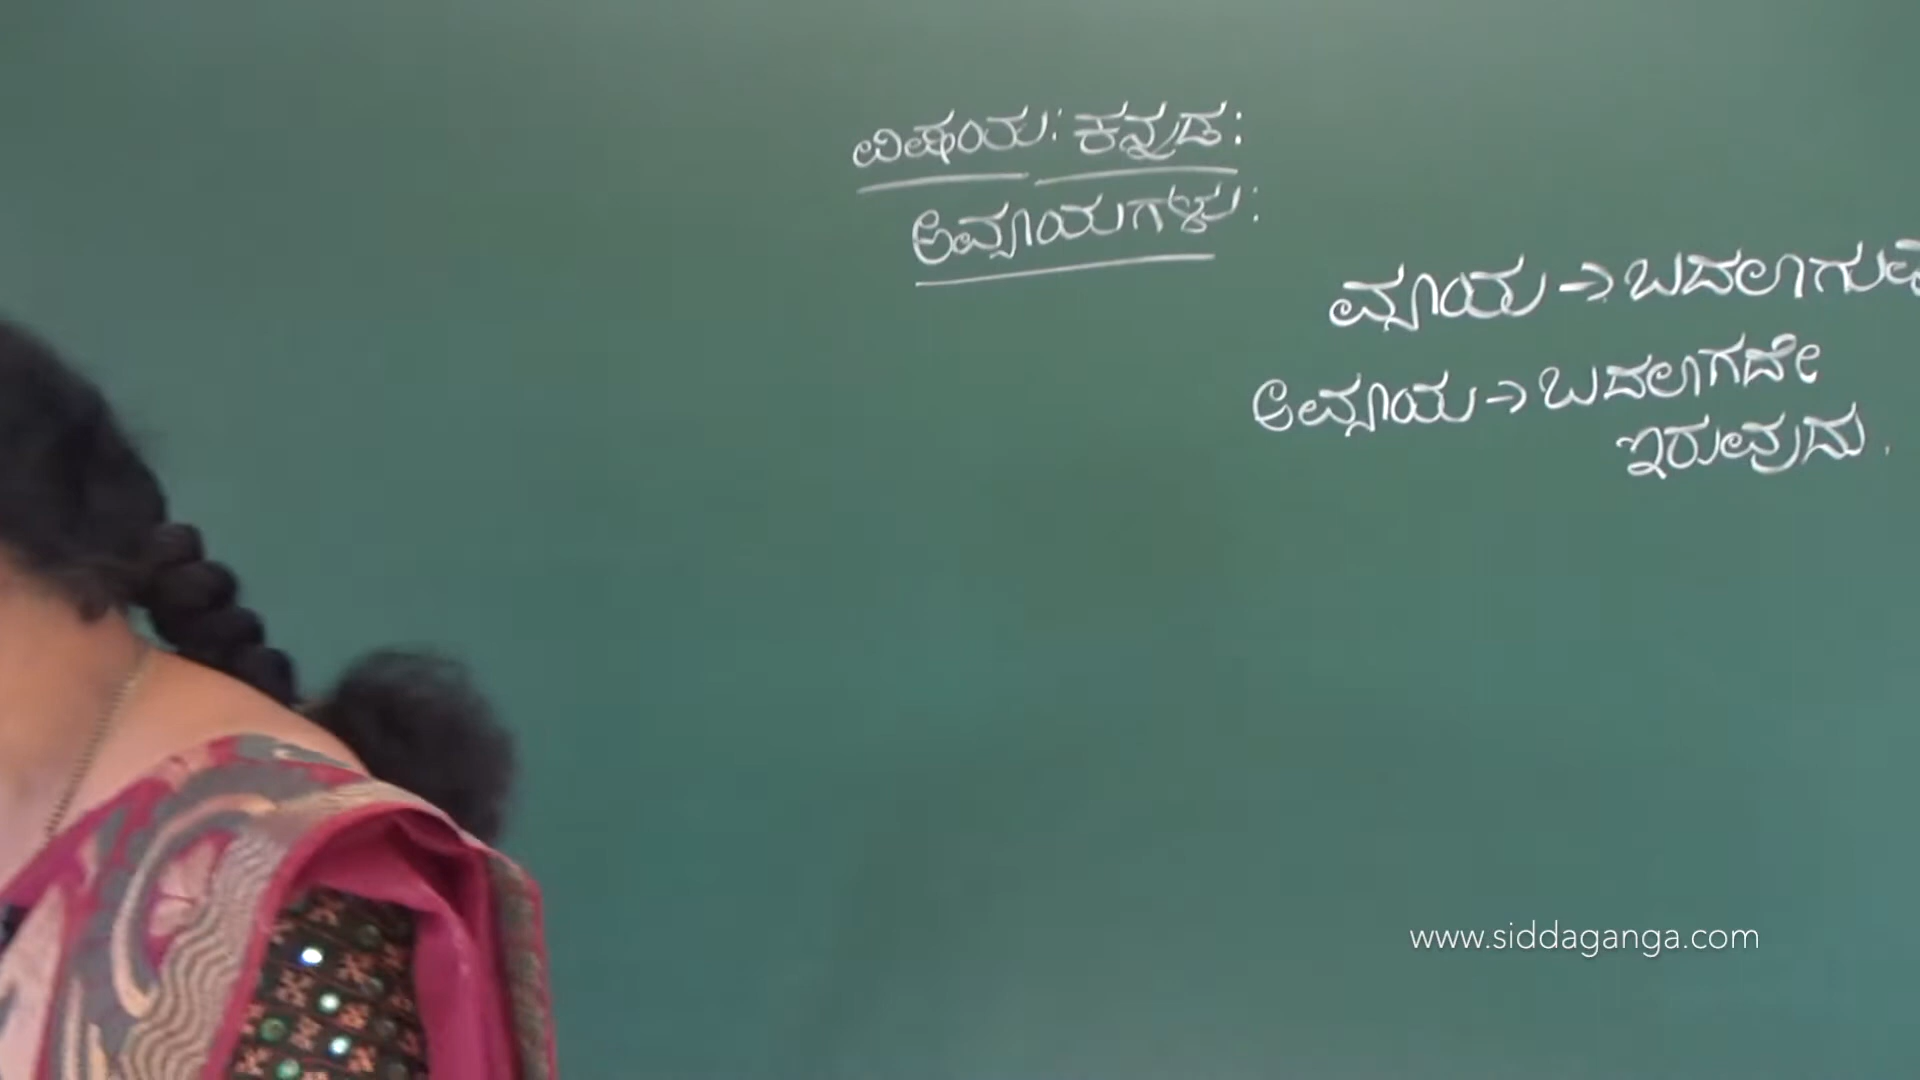 ವಿಷಯ: ಕನ್ನಡ:
ಅವ್ಯಯಗಳು:
ವ್ಯಯ → ಬದಲಾಗುವ
ಅವ್ಯಯ → ಬದಲಾಗದೇ
ಇರುವುದು.
www.siddaganga.com